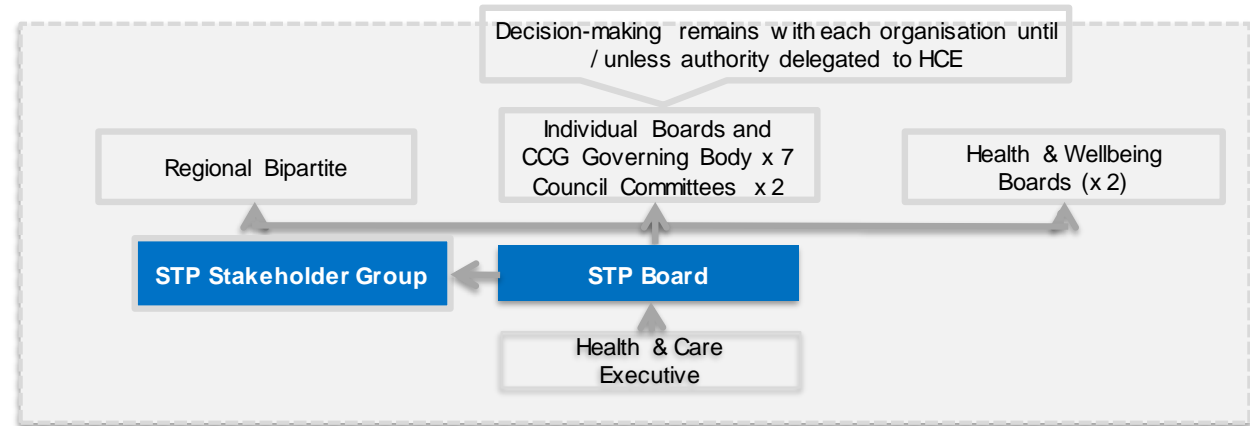 Decision-making remains with each organisation until
/ unless authority delegated to HCE
Regional Bipartite
Individual Boards and
CCG Governing Body x 7
Council Committees x 2
Health & Wellbeing
Boards (x 2)
STP Stakeholder Group
STP Board
Health & Care
Executive